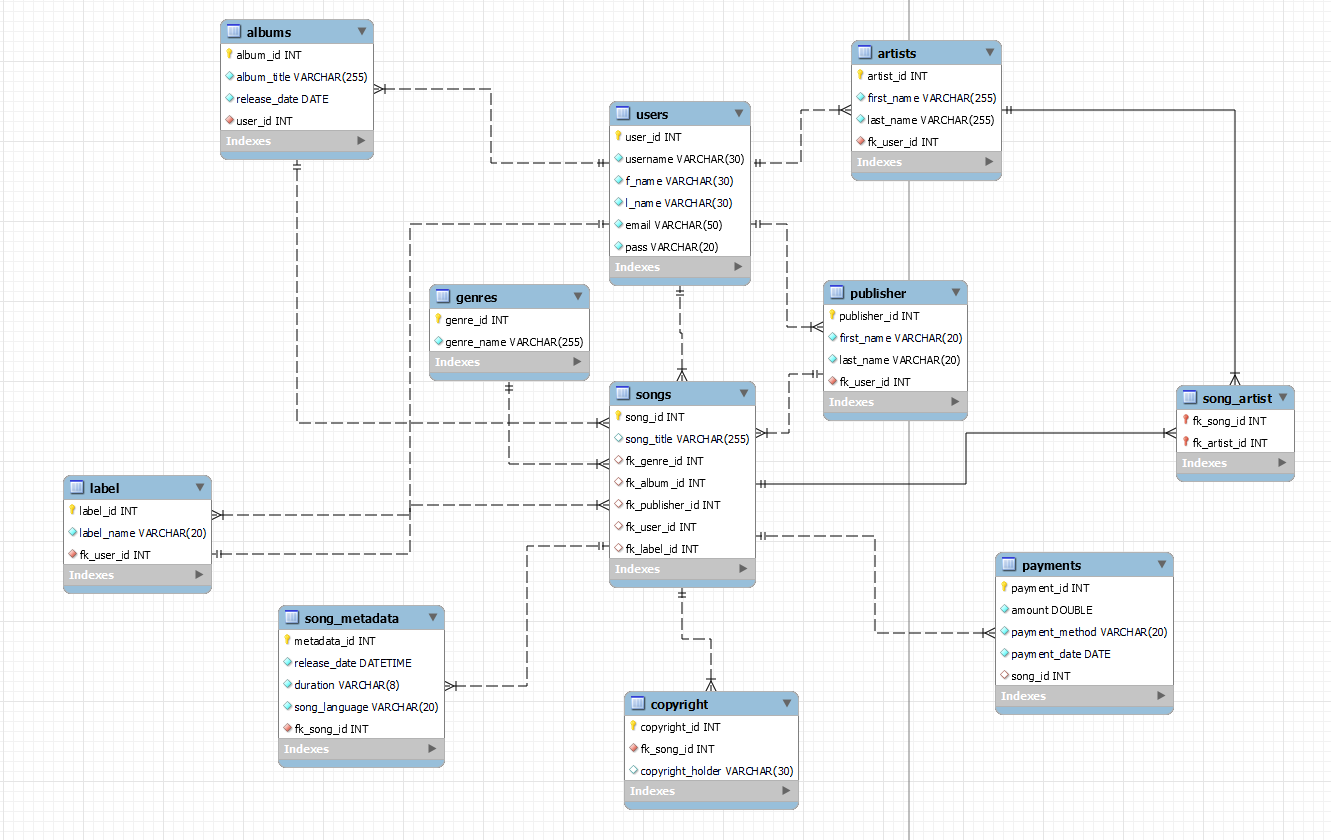 albums
album_id INT
album_title VARCHAR(255)
release_date DATE
user_id INT
Indexes
artists
artist_id INT
first_name VARCHAR(255)
last_name VARCHAR(255)
fk_user_id INT
Indexes
users
user_id INT
username VARCHAR(30)
f_name VARCHAR(30)
l_name VARCHAR(30)
email VARCHAR(50)
pass VARCHAR(20)
Indexes
genres
genre_id INT
genre_name VARCHAR(255)
Indexes
publisher
publisher_id INT
first_name VARCHAR(20)
last_name VARCHAR(20)
fk_user_id INT
Indexes
songs
song_id INT
song_title VARCHAR(255)
fk_genre_id INT
fk_album_id INT
fk_publisher_id INT
fk_user_id INT
fk_label_id INT
Indexes
song_artist
fk_song_id INT
fk_artist_id INT
Indexes
label
label_id INT
label_name VARCHAR(20)
fk_user_id INT
Indexes
payments
payment_id INT
amount DOUBLE
payment_method VARCHAR(20)
payment_date DATE
song_id INT
Indexes
song_metadata
metadata_id INT
release_date DATETIME
duration VARCHAR(8)
song_language VARCHAR(20)
fk_song_id INT
Indexes
copyright
copyright_id INT
fk_song_id INT
copyright_holder VARCHAR(30)
Indexes